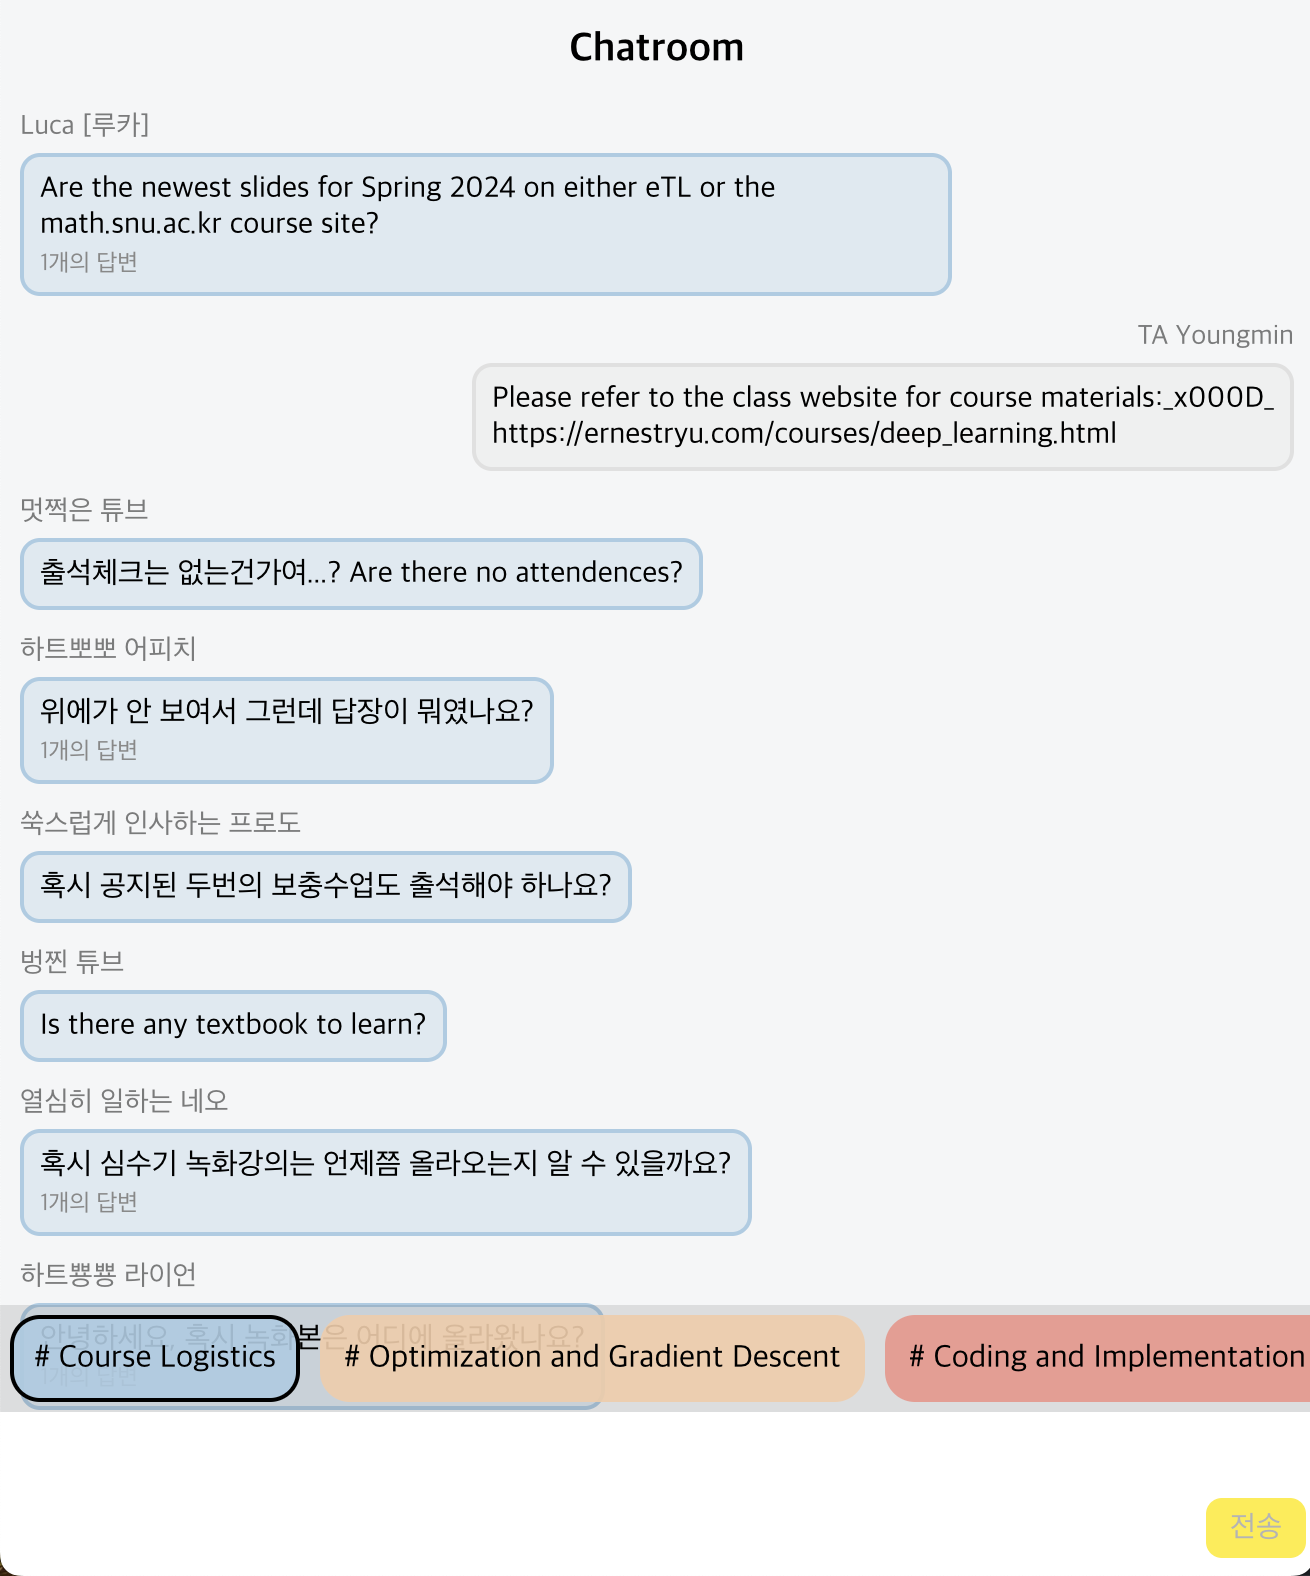 Chatroom
Luca [루카]
Are the newest slides for Spring 2024 on either eTL or the
math.snu.ac.kr course site?
1개의 답변
TA Youngmin
Please refer to the class website for course materials:_x000D_
https://ernestryu.com/courses/deep_learning.html
멋쩍은 튜브
출석체크는 없는건가여...? Are there no attendences?
하트뽀뽀 어피치
위에가 안 보여서 그런데 답장이 뭐였나요?
1개의 답변
쑥스럽게 인사하는 프로도
혹시 공지된 두번의 보충수업도 출석해야 하나요?
벙찐 튜브
Is there any textbook to learn?
열심히 일하는 네오
혹시 심수기 녹화강의는 언제쯤 올라오는지 알 수 있을까요?
1개의 답변
하트뿅뿅 라이언
안녕하세요, 혹시 녹화본은 어디에 올라왔나요?
1개의 답변
# Course Logistics
# Optimization and Gradient Descent
# Coding and Implementation
전송